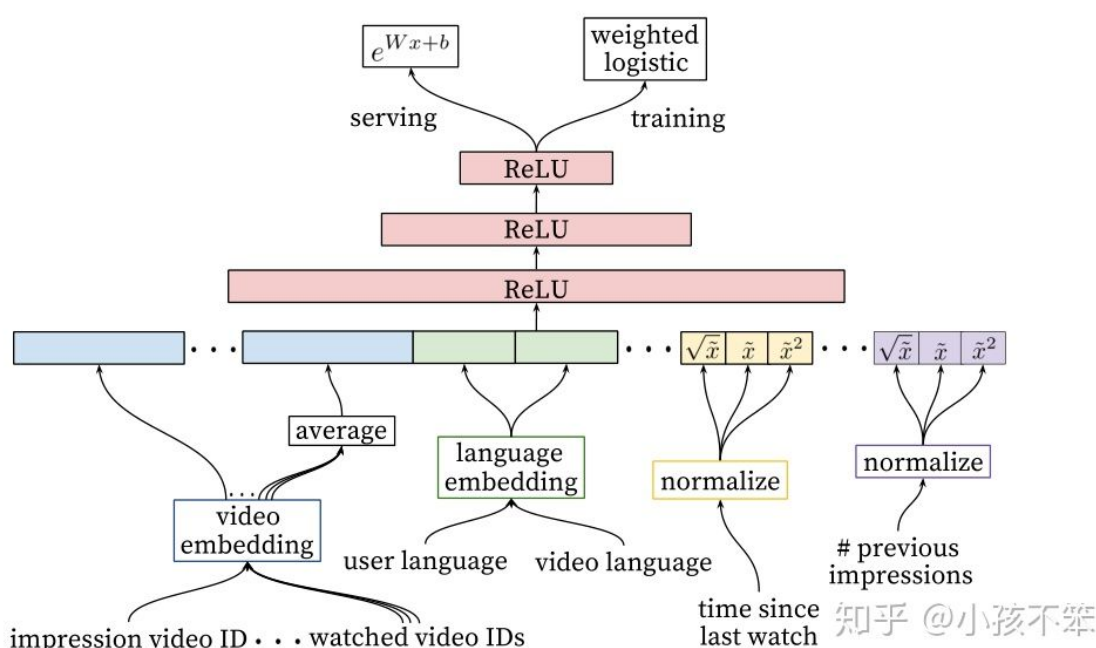 e^{Wx+b}
weighted
logistic
serving
training
ReLU
ReLU
ReLU
. . .
. . .
√x̃ x̃ x̃²
. . .
√x̃ x̃ x̃²
average
language
embedding
normalize
normalize
. . .
video
embedding
user language
video language
# previous
impressions
time since
last watch
impression video ID . . . watched video IDs
知乎 @小孩不笨